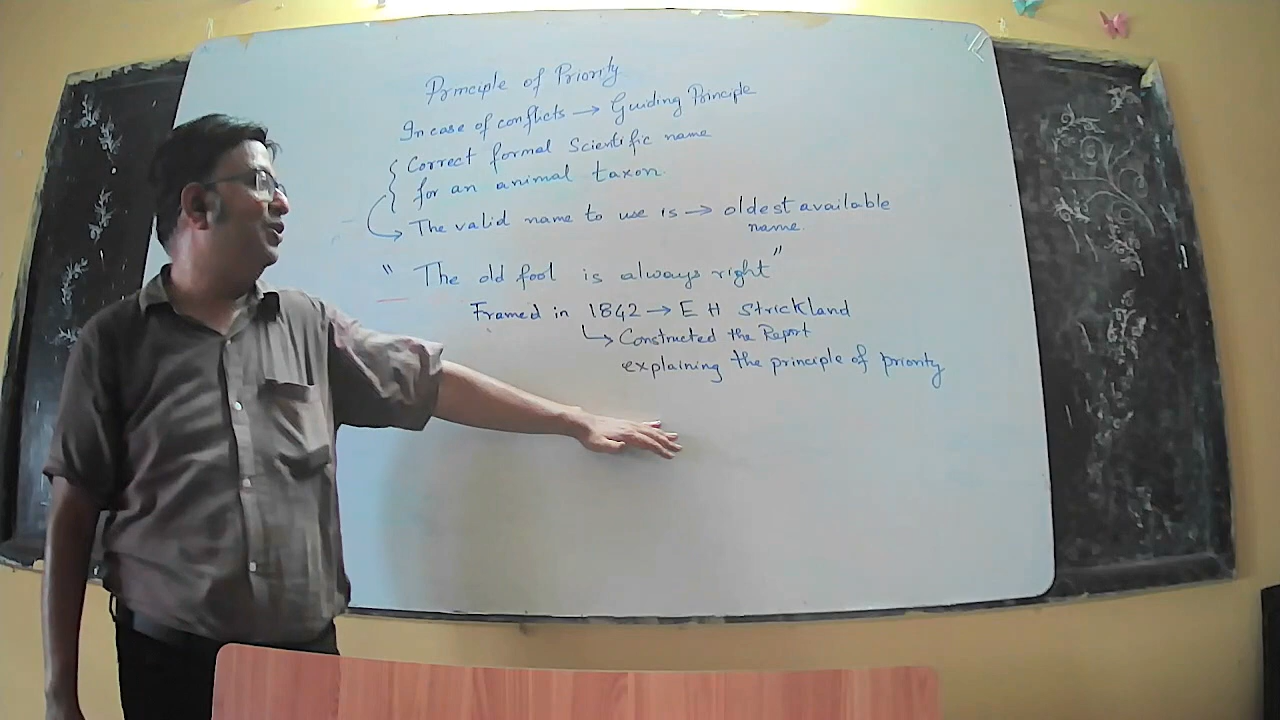 Principle of Priority
In case of conflicts → Guiding Principle
Correct formal Scientific name
for an animal taxon.
The valid name to use is → oldest available
name.
" The old fool is always right "
Framed in 1842 → E H Strickland
↳ Constructed the Report
explaining the principle of priority